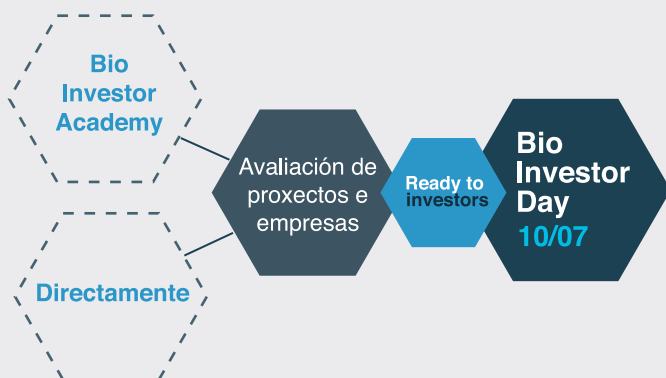 Bio
Investor
Academy
Directamente
Avaliación de
proxectos e
empresas
Ready to
investors
Bio
Investor
Day
10/07